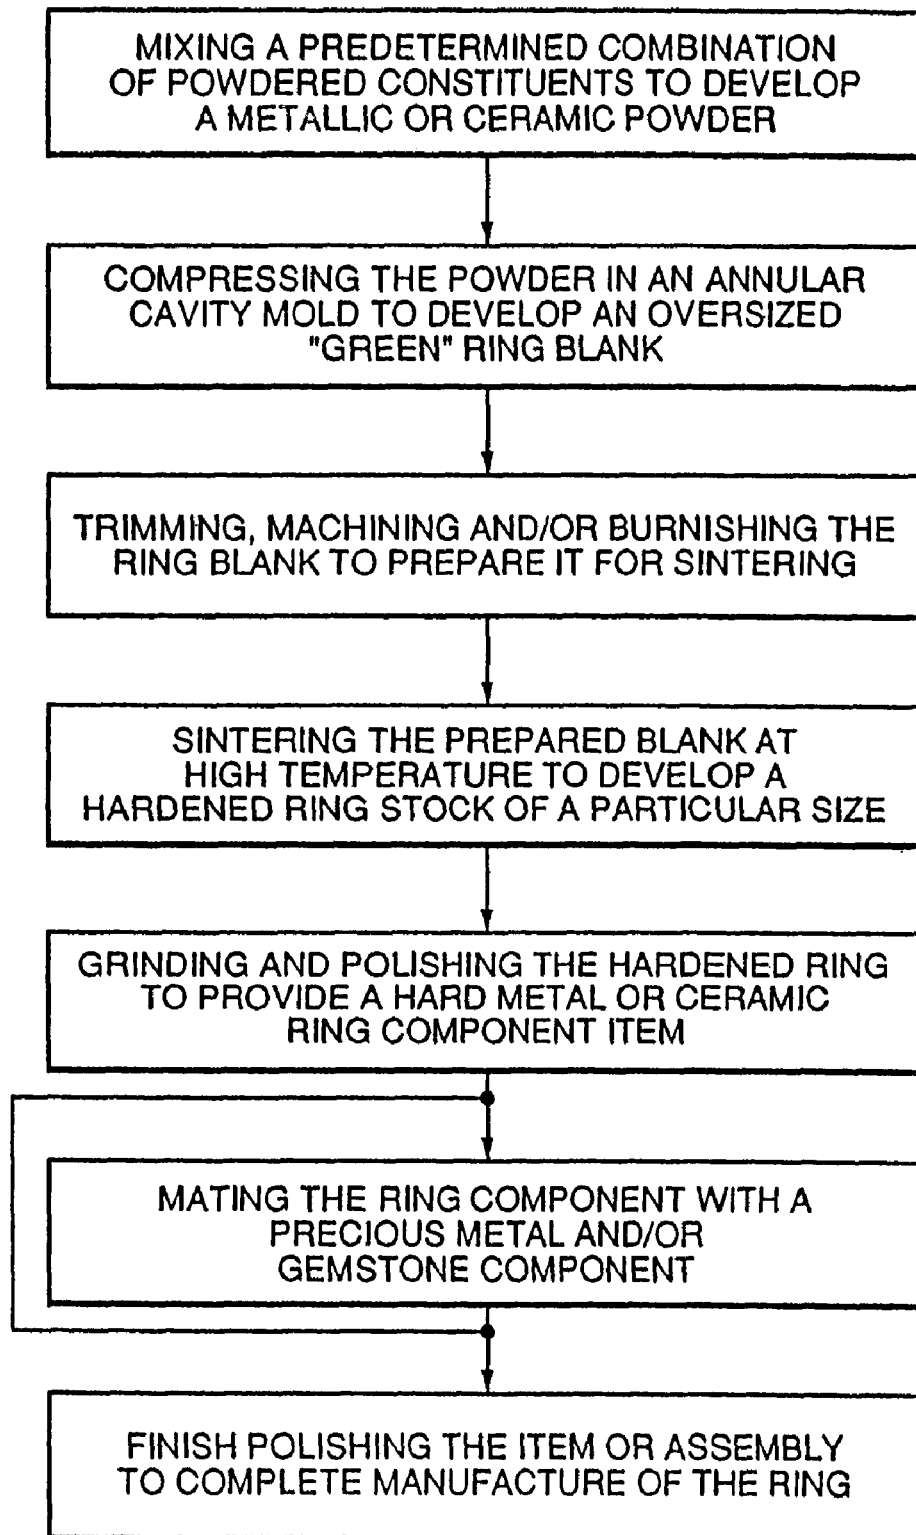 MIXING A PREDETERMINED COMBINATION
OF POWDERED CONSTITUENTS TO DEVELOP
A METALLIC OR CERAMIC POWDER
COMPRESSING THE POWDER IN AN ANNULAR
CAVITY MOLD TO DEVELOP AN OVERSIZED
"GREEN" RING BLANK
TRIMMING, MACHINING AND/OR BURNISHING THE
RING BLANK TO PREPARE IT FOR SINTERING
SINTERING THE PREPARED BLANK AT
HIGH TEMPERATURE TO DEVELOP A
HARDENED RING STOCK OF A PARTICULAR SIZE
GRINDING AND POLISHING THE HARDENED RING
TO PROVIDE A HARD METAL OR CERAMIC
RING COMPONENT ITEM
MATING THE RING COMPONENT WITH A
PRECIOUS METAL AND/OR
GEMSTONE COMPONENT
FINISH POLISHING THE ITEM OR ASSEMBLY
TO COMPLETE MANUFACTURE OF THE RING